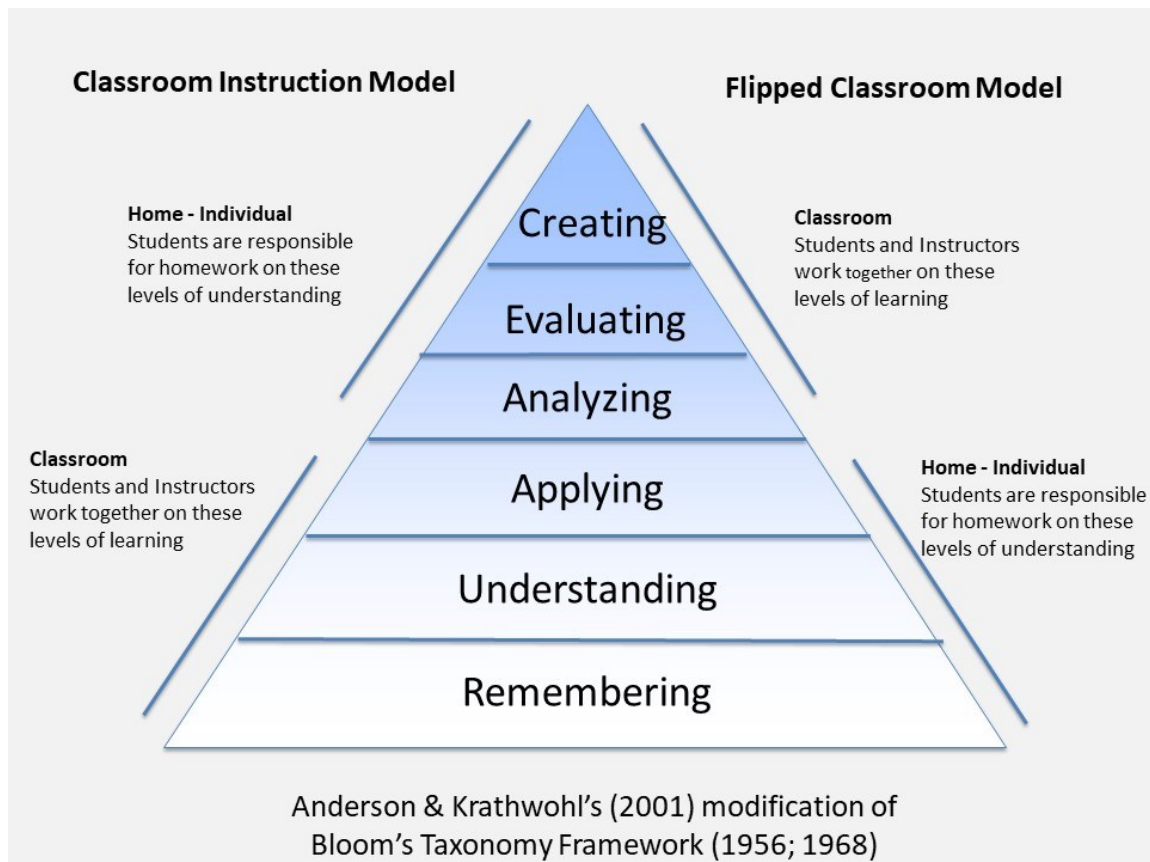 Classroom Instruction Model
Flipped Classroom Model
Home - Individual
Students are responsible
for homework on these
levels of understanding
Classroom
Students and Instructors
work together on these
levels of learning
Creating
Evaluating
Analyzing
Applying
Understanding
Remembering
Classroom
Students and Instructors
work together on these
levels of learning
Home - Individual
Students are responsible
for homework on these
levels of understanding
Anderson & Krathwohl’s (2001) modification of
Bloom’s Taxonomy Framework (1956; 1968)